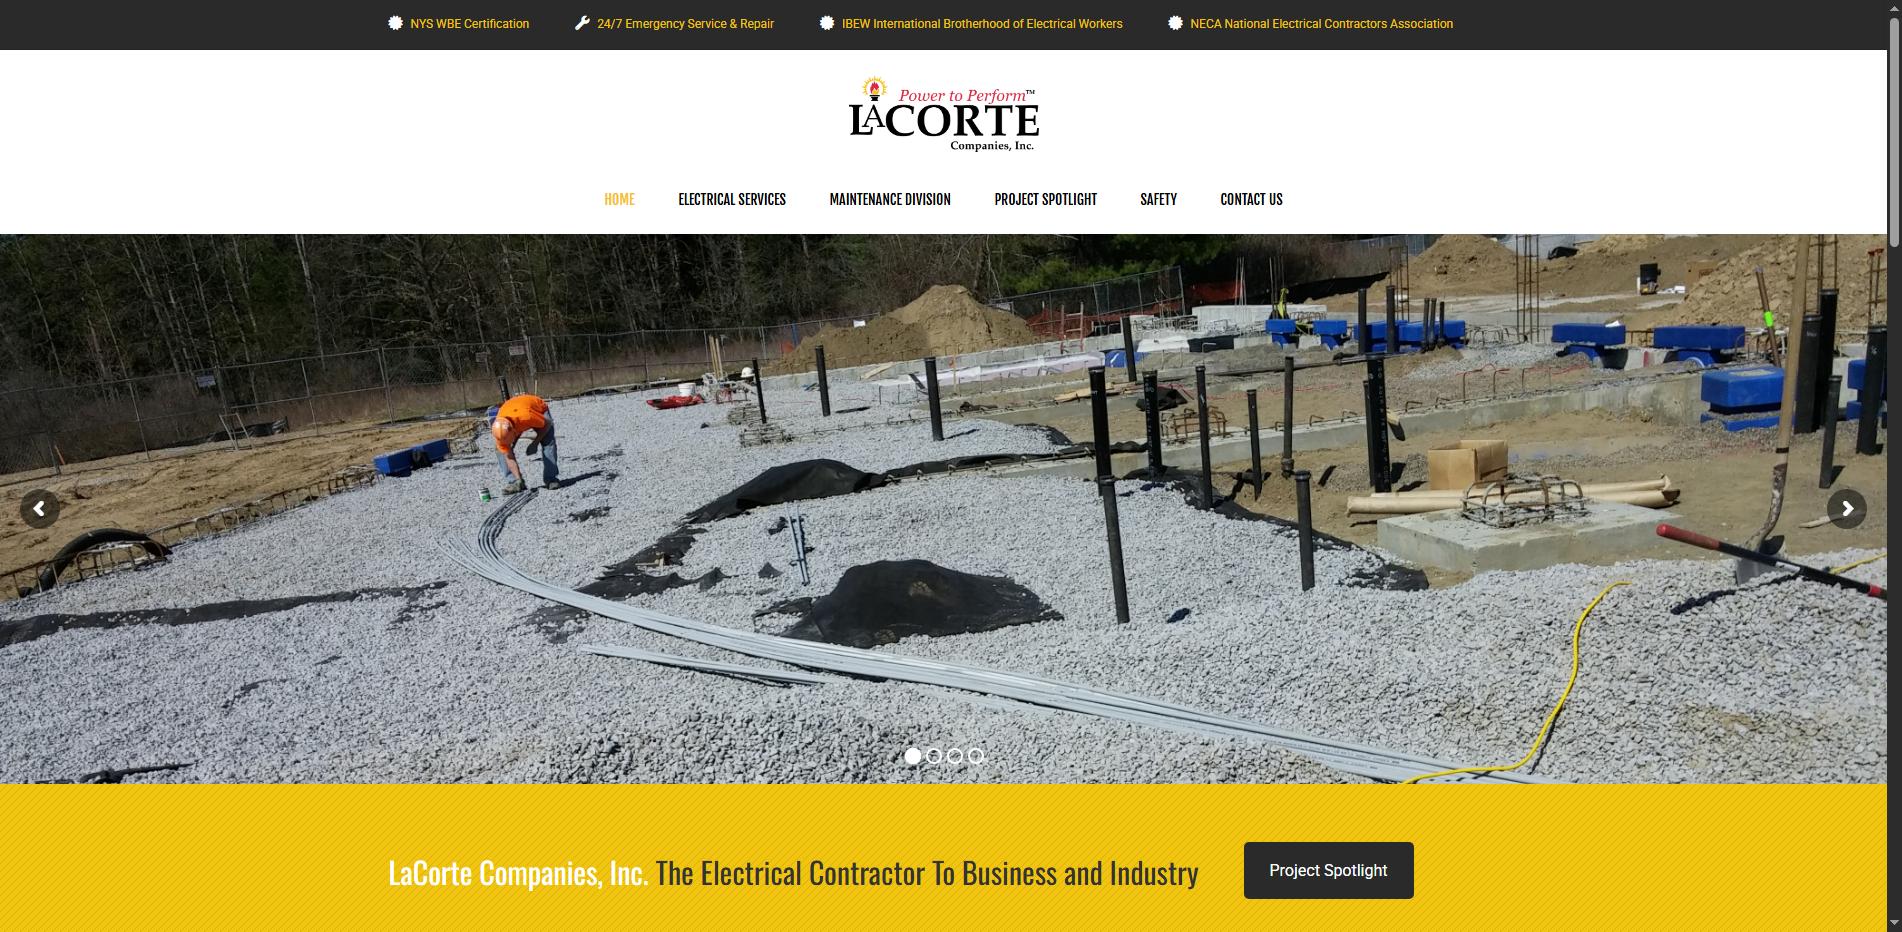 NYS WBE Certification
24/7 Emergency Service & Repair
IBEW International Brotherhood of Electrical Workers
NECA National Electrical Contractors Association
Power to Perform™
LACORTE
Companies, Inc.
HOME
ELECTRICAL SERVICES
MAINTENANCE DIVISION
PROJECT SPOTLIGHT
SAFETY
CONTACT US
LaCorte Companies, Inc. The Electrical Contractor To Business and Industry
Project Spotlight